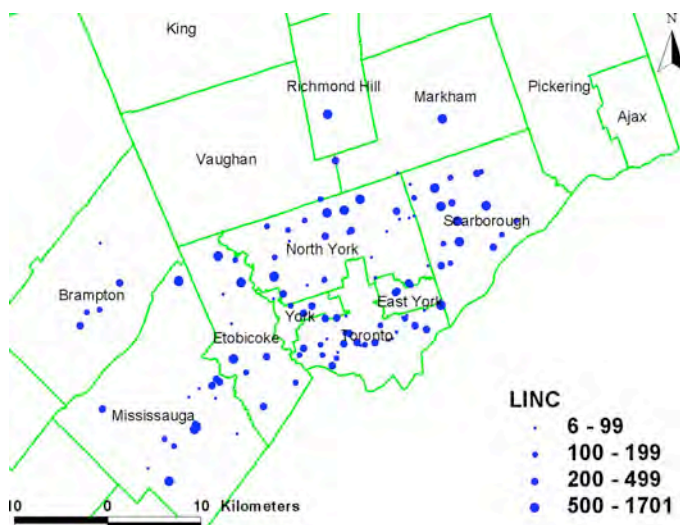 King
N
Richmond Hill
Markham
Pickering
Ajax
Vaughan
Scarborough
North York
Brampton
East York
York
Toronto
Etobicoke
Mississauga
LINC
6 - 99
100 - 199
200 - 499
500 - 1701
10 0 10 Kilometers